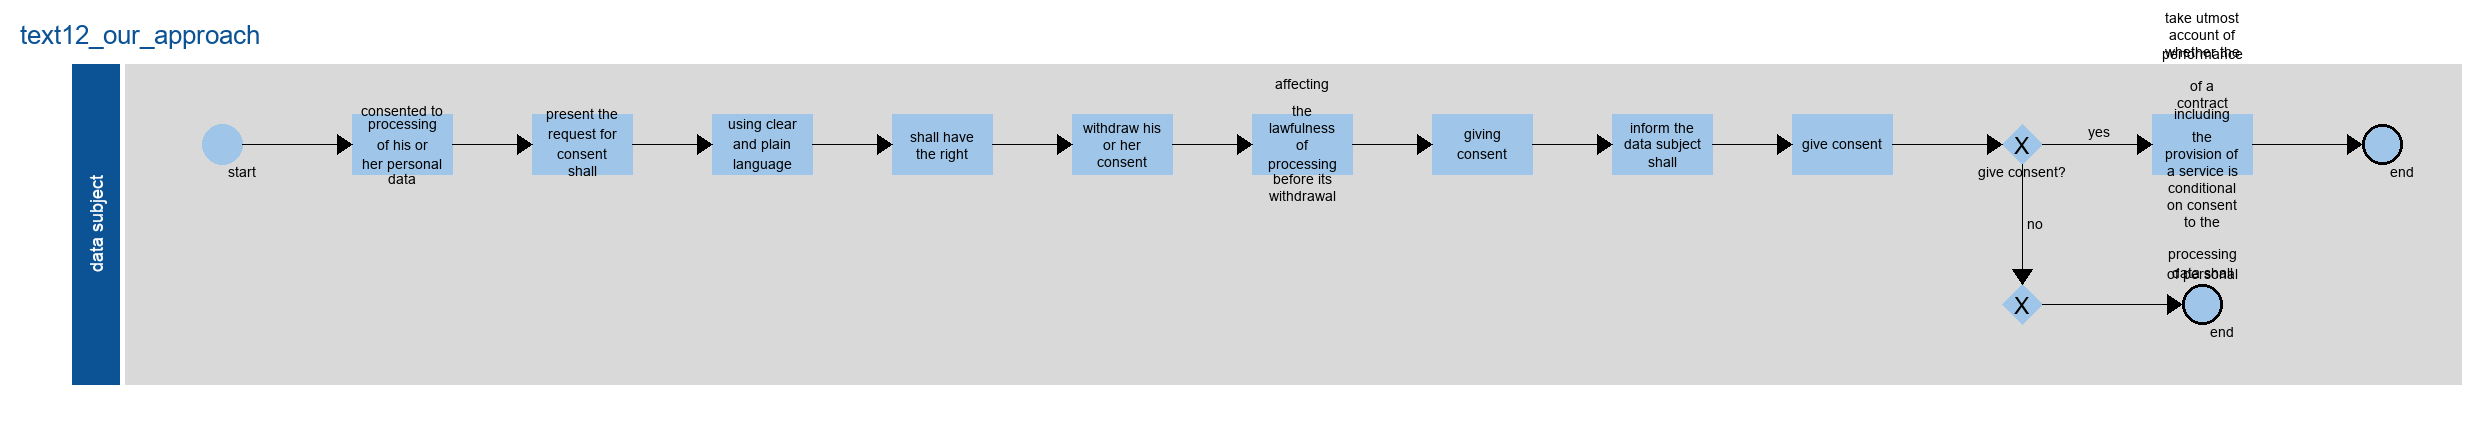 text12_our_approach
data subject
start
consented to
processing
of his or
her personal
data
present the
request for
consent
shall
using clear
and plain
language
shall have
the right
withdraw his
or her
consent
affecting
the
lawfulness
of
processing
before its
withdrawal
giving
consent
inform the
data subject
shall
give consent
X
give consent?
yes
no
take utmost
account of
whether the
performance
of a
contract
including
the
provision of
a service is
conditional
on consent
to the
processing
of personal
data shall
end
X
end